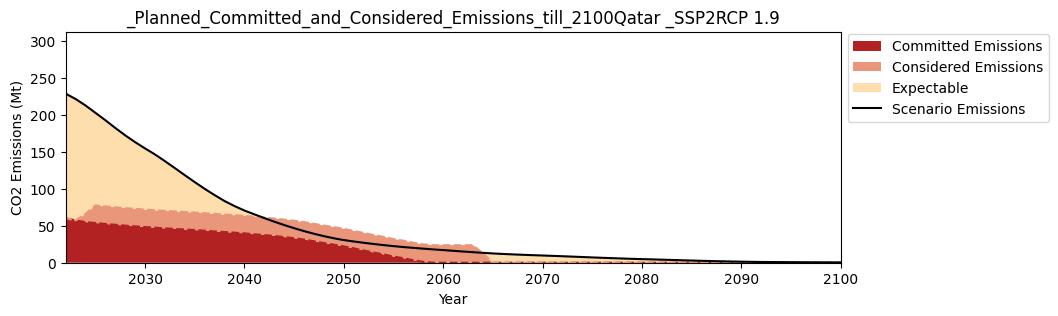 _Planned_Committed_and_Considered_Emissions_till_2100Qatar _SSP2RCP 1.9
300
250
200
150
100
50
0
CO2 Emissions (Mt)
2030
2040
2050
2060
2070
2080
2090
2100
Year
Committed Emissions
Considered Emissions
Expectable
Scenario Emissions